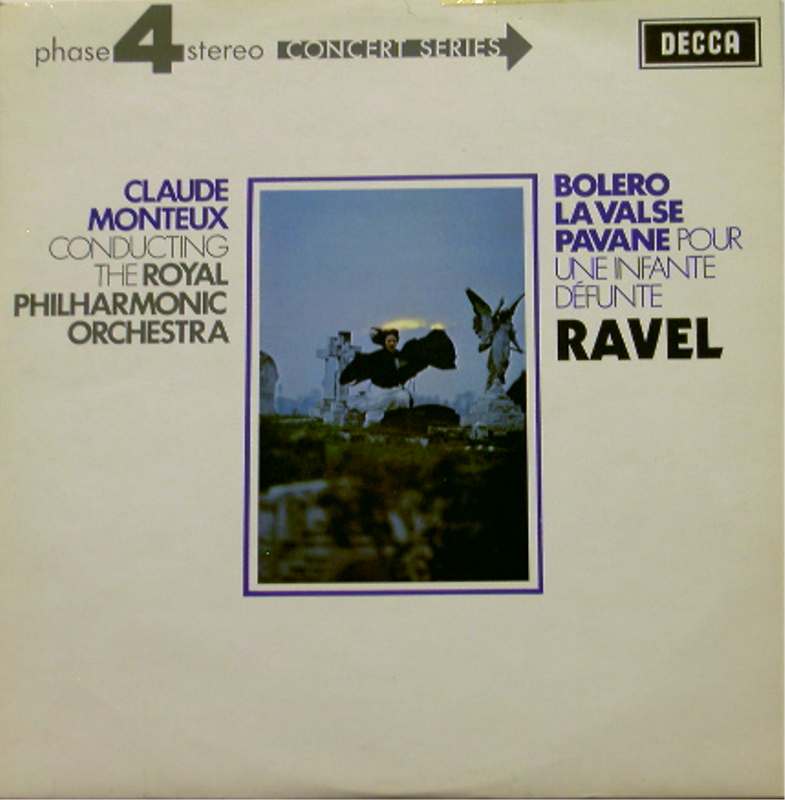 phase 4 stereo CONCERT SERIES
DECCA
CLAUDE
MONTEUX
CONDUCTING
THE ROYAL
PHILHARMONIC
ORCHESTRA
BOLERO
LA VALSE
PAVANE POUR
UNE INFANTE
DÉFUNTE
RAVEL